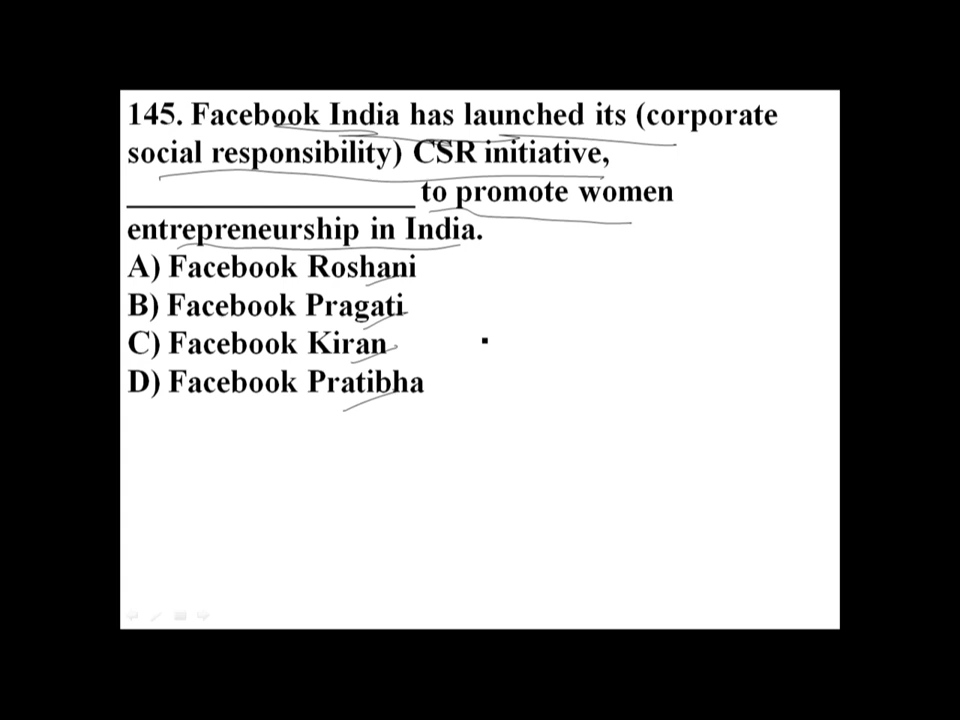 145. Facebook India has launched its (corporate
social responsibility) CSR initiative,
_________________ to promote women
entrepreneurship in India.
A) Facebook Roshani
B) Facebook Pragati
C) Facebook Kiran
D) Facebook Pratibha